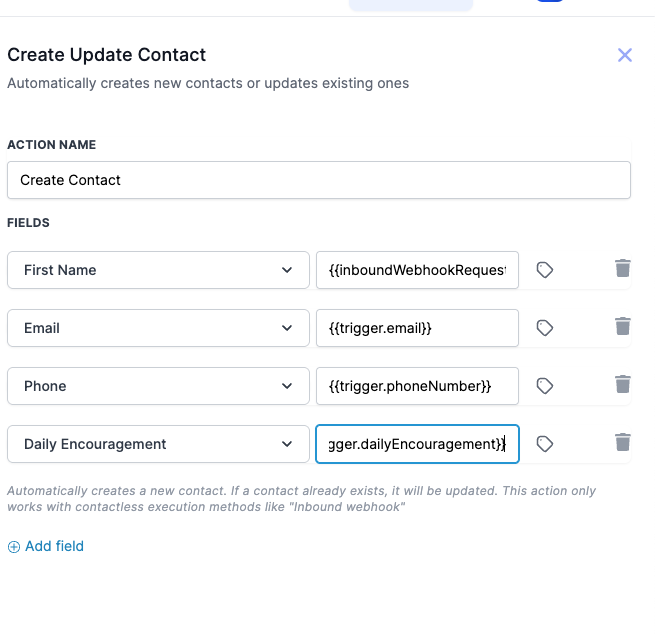 Create Update Contact
Automatically creates new contacts or updates existing ones
ACTION NAME
Create Contact
FIELDS
First Name {{inboundWebhookRequest
Email {{trigger.email}}
Phone {{trigger.phoneNumber}}
Daily Encouragement gger.dailyEncouragement}}
Automatically creates a new contact. If a contact already exists, it will be updated. This action only
works with contactless execution methods like "Inbound webhook"
Add field